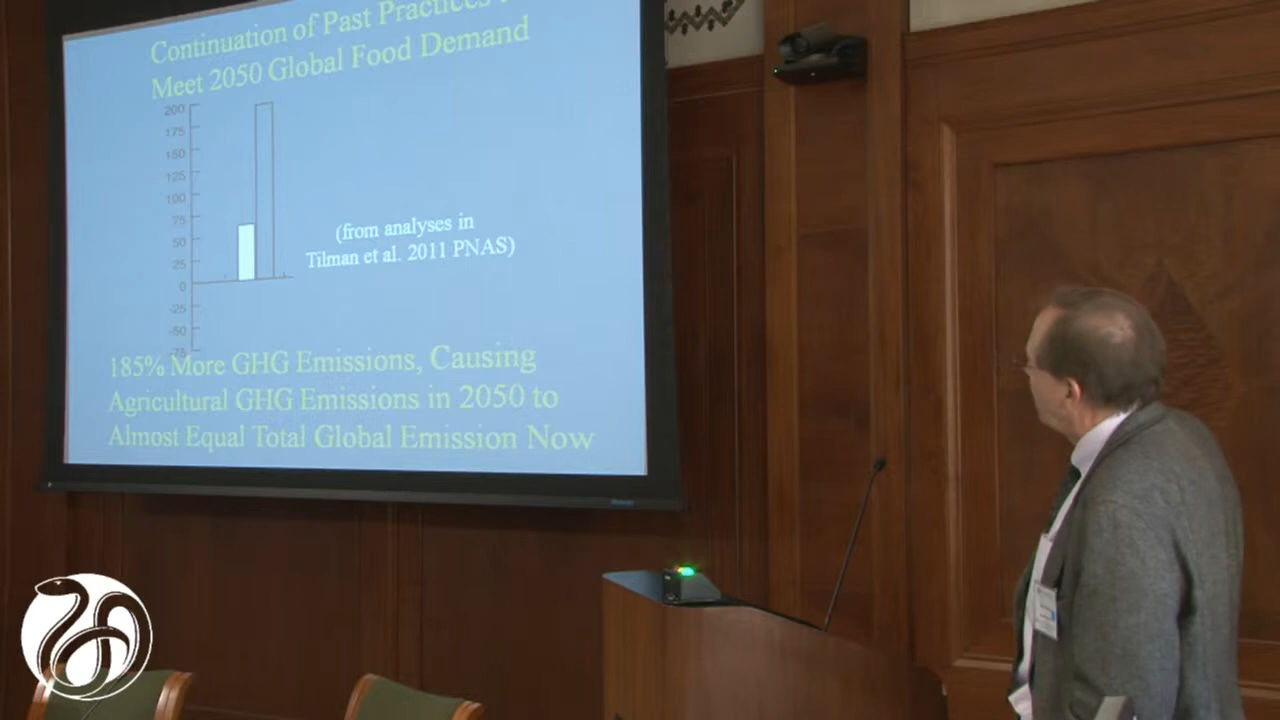 Continuation of Past Practices
Meet 2050 Global Food Demand
200
175
150
125
100
75
50
25
0
-25
-50
-75
(from analyses in
Tilman et al. 2011 PNAS)
185% More GHG Emissions, Causing
Agricultural GHG Emissions in 2050 to
Almost Equal Total Global Emission Now